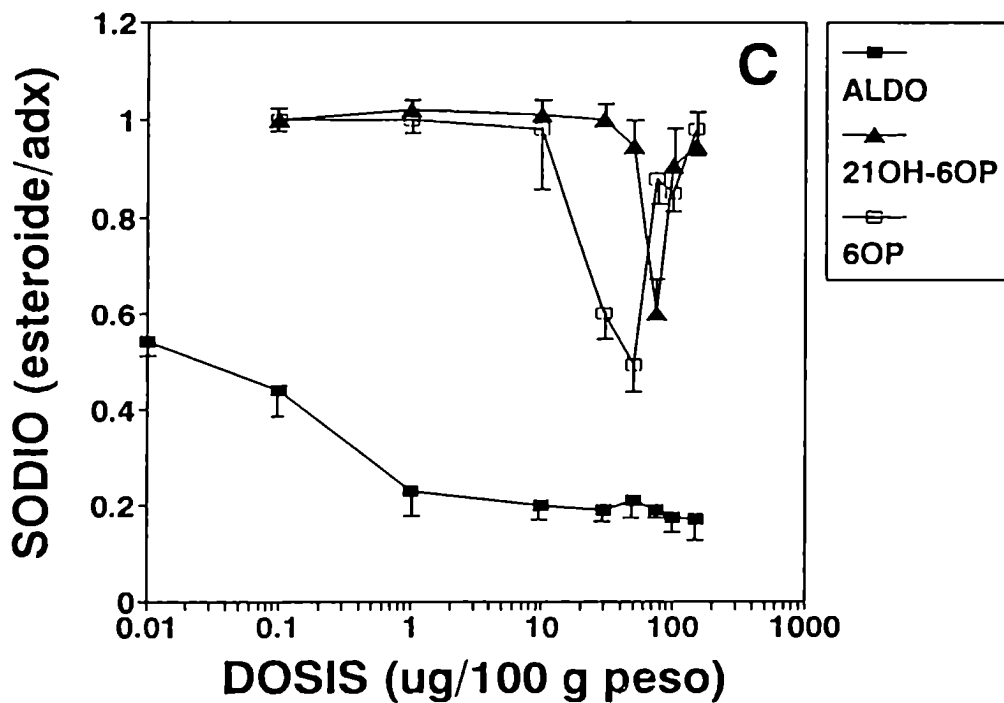 C
SODIO (esteroide/adx)
1.2
1
0.8
0.6
0.4
0.2
0
0.01 0.1 1 10 100 1000
DOSIS (ug/100 g peso)
ALDO
21OH-6OP
6OP